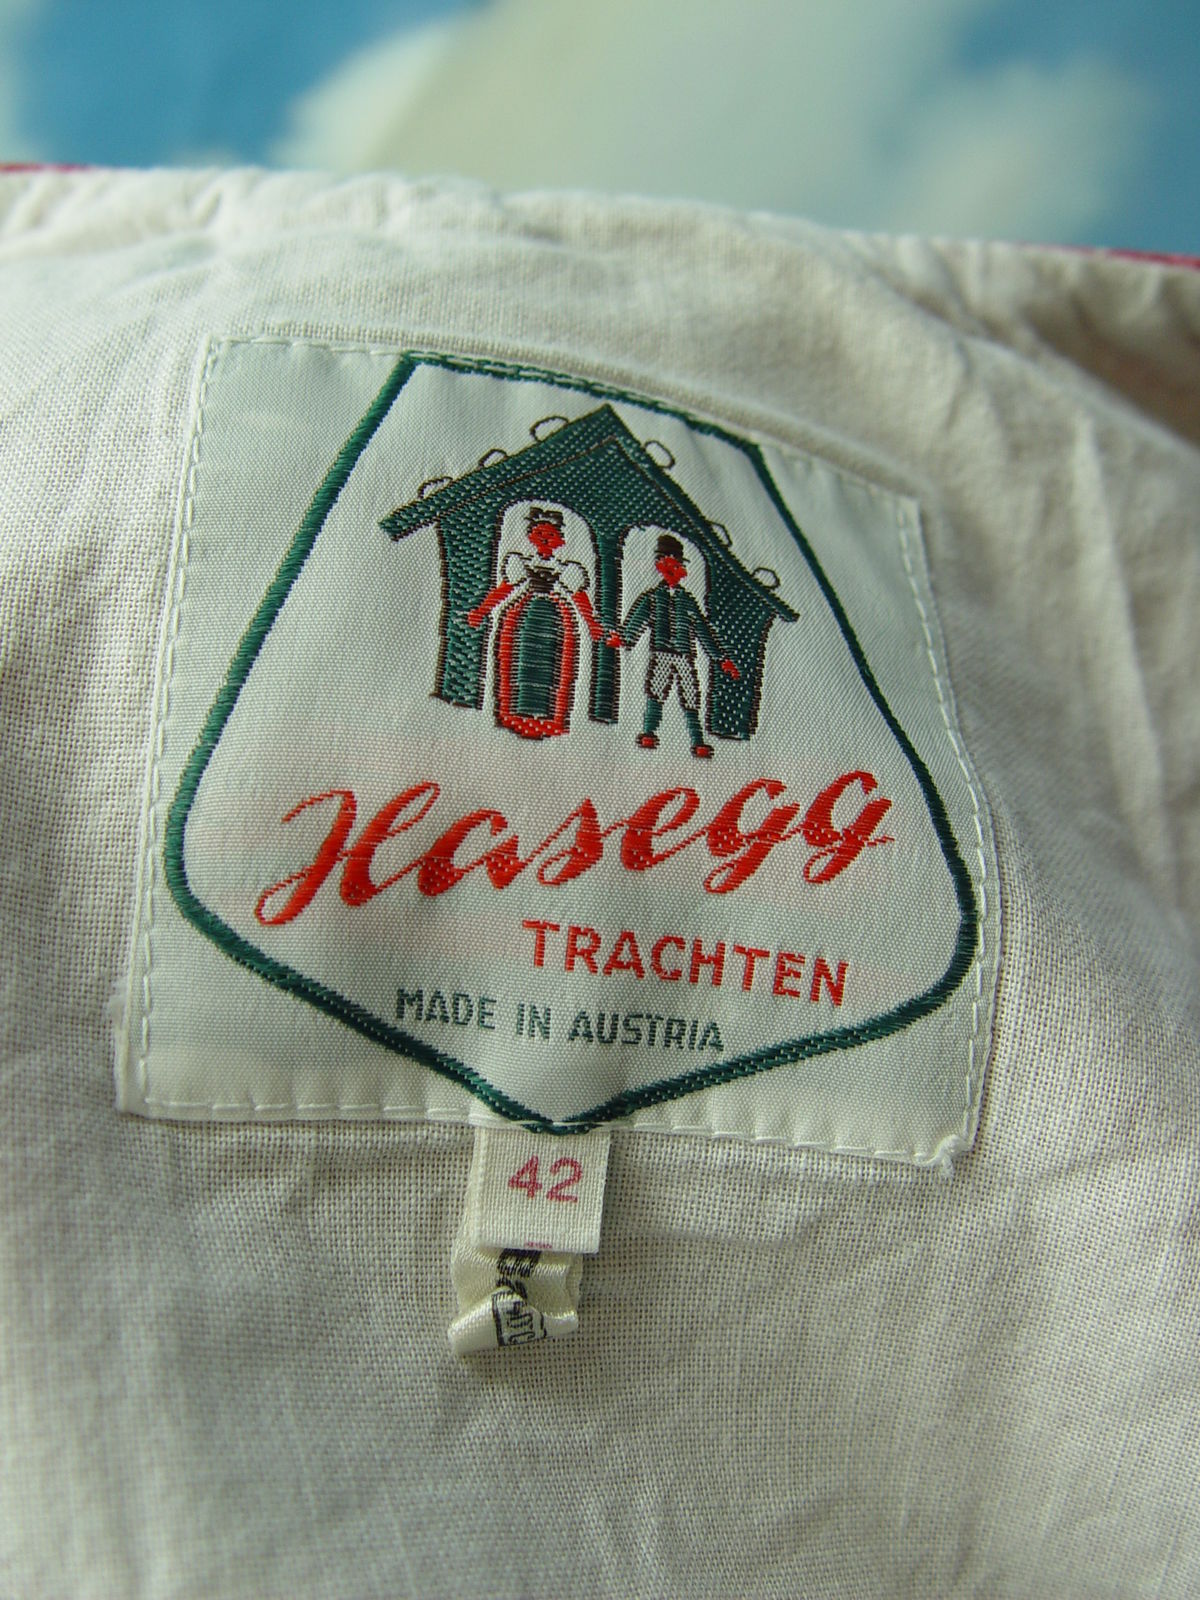 Hasegg
TRACHTEN
MADE IN AUSTRIA
42